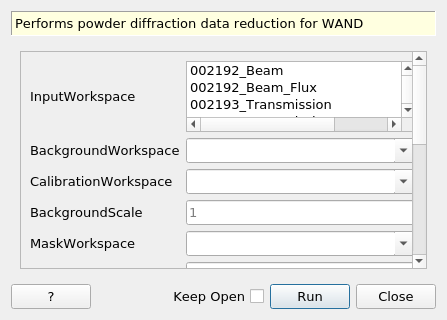 Performs powder diffraction data reduction for WAND
InputWorkspace
002192_Beam
002192_Beam_Flux
002193_Transmission
BackgroundWorkspace
CalibrationWorkspace
BackgroundScale
1
MaskWorkspace
?
Keep Open
Run
Close